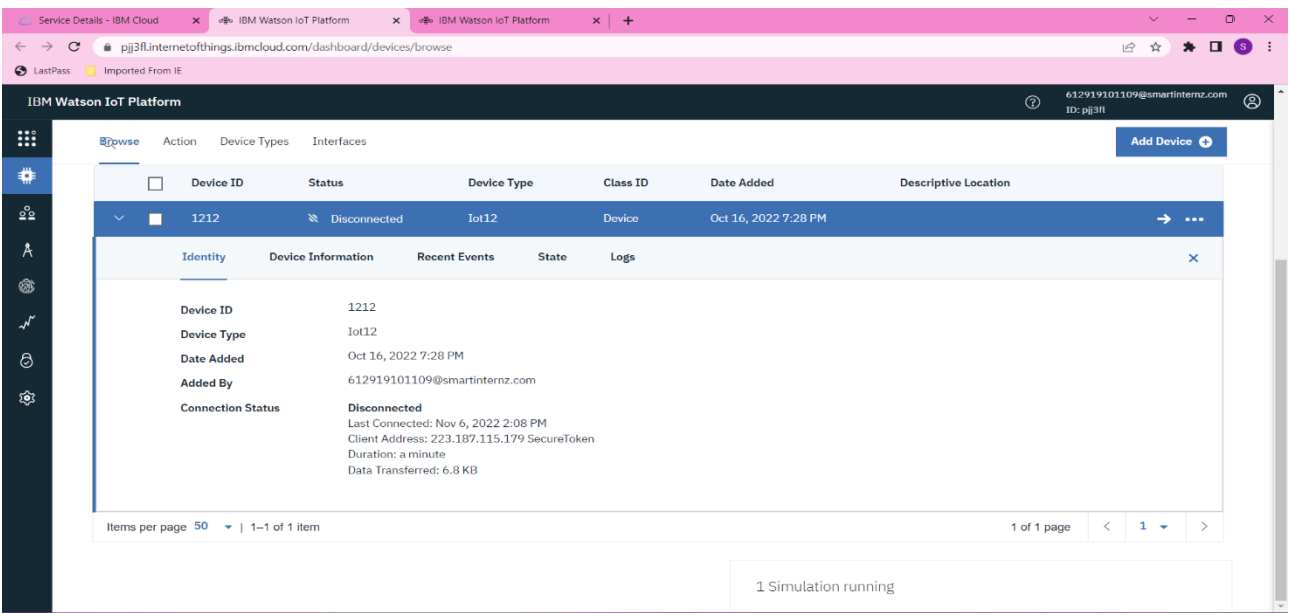 Service Details - IBM Cloud
IBM Watson IoT Platform
IBM Watson IoT Platform
pjj3fl.internetofthings.ibmcloud.com/dashboard/devices/browse
S
LastPass
Imported From IE
IBM Watson IoT Platform
612919101109@smartinternz.com
ID: pjj3fl
Browse Action Device Types Interfaces
Add Device
Device ID Status Device Type Class ID Date Added Descriptive Location
1212 Disconnected Iot12 Device Oct 16, 2022 7:28 PM
Identity Device Information Recent Events State Logs
Device ID 1212
Device Type Iot12
Date Added Oct 16, 2022 7:28 PM
Added By 612919101109@smartinternz.com
Connection Status Disconnected
Last Connected: Nov 6, 2022 2:08 PM
Client Address: 223.187.115.179 SecureToken
Duration: a minute
Data Transferred: 6.8 KB
Items per page 50 | 1–1 of 1 item
1 of 1 page < 1 >
1 Simulation running